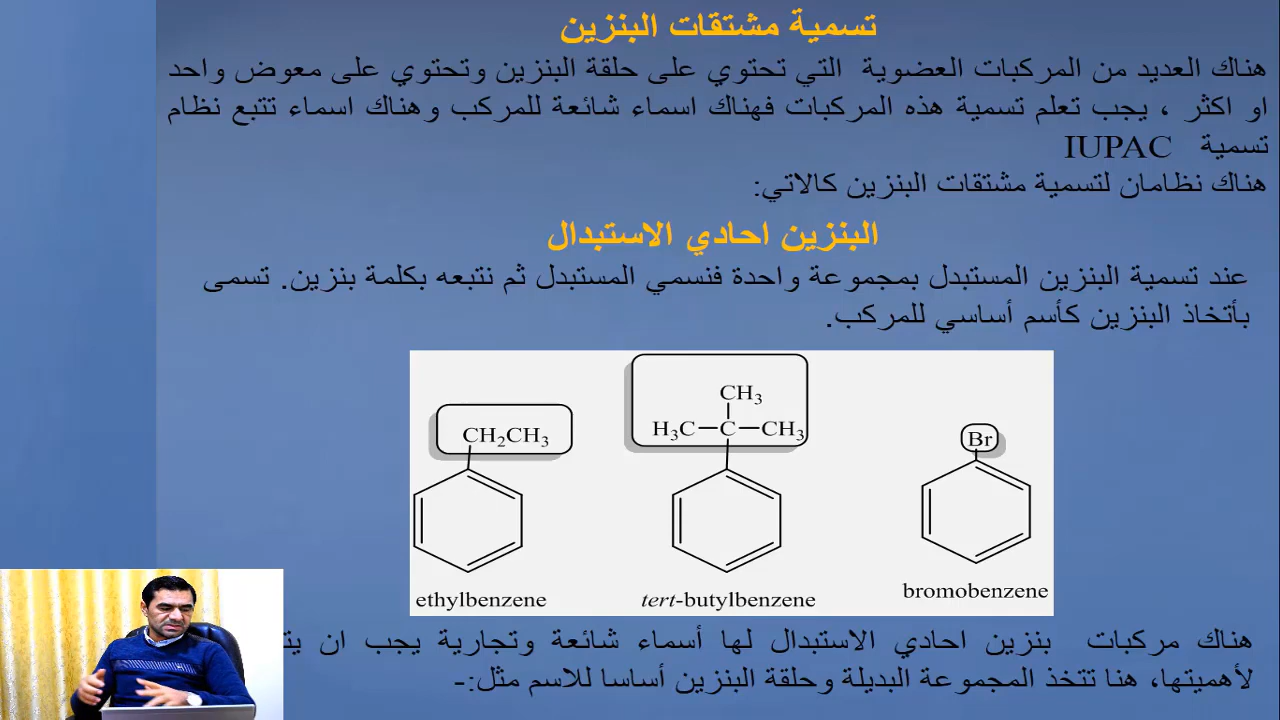 تسمية مشتقات البنزين
هناك العديد من المركبات العضوية التي تحتوي على حلقة البنزين وتحتوي على معوض واحد
او اكثر ، يجب تعلم تسمية هذه المركبات فهناك اسماء شائعة للمركب وهناك اسماء تتبع نظام
تسمية IUPAC
هناك نظامان لتسمية مشتقات البنزين كالاتي:
البنزين احادي الاستبدال
عند تسمية البنزين المستبدل بمجموعة واحدة فنسمي المستبدل ثم نتبعه بكلمة بنزين. تسمى
بأتخاذ البنزين كأسم أساسي للمركب.
CH3
CH2CH3
H3C—C—CH3
Br
ethylbenzene
tert-butylbenzene
bromobenzene
هناك مركبات بنزين احادي الاستبدال لها أسماء شائعة وتجارية يجب ان
لأهميتها، هنا تتخذ المجموعة البديلة وحلقة البنزين أساسا للاسم مثل:-